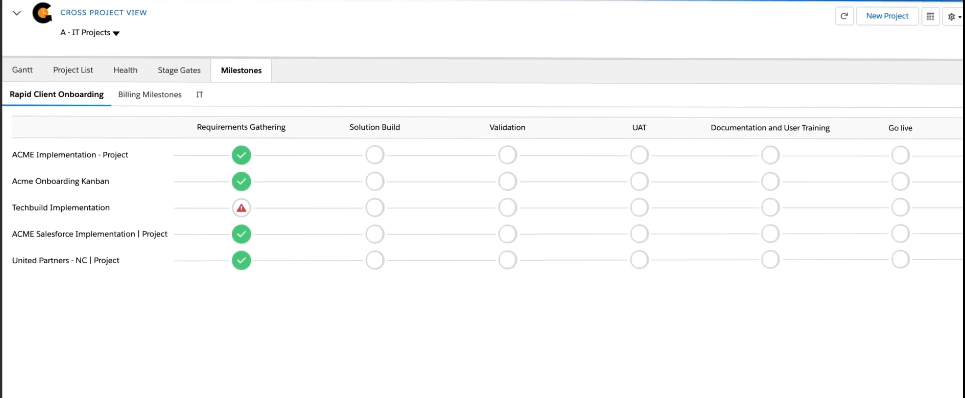 CROSS PROJECT VIEW
A - IT Projects
New Project
Gantt Project List Health Stage Gates Milestones
Rapid Client Onboarding Billing Milestones IT
Requirements Gathering Solution Build Validation UAT Documentation and User Training Go live
ACME Implementation - Project
Acme Onboarding Kanban
Techbuild Implementation
ACME Salesforce Implementation | Project
United Partners - NC | Project